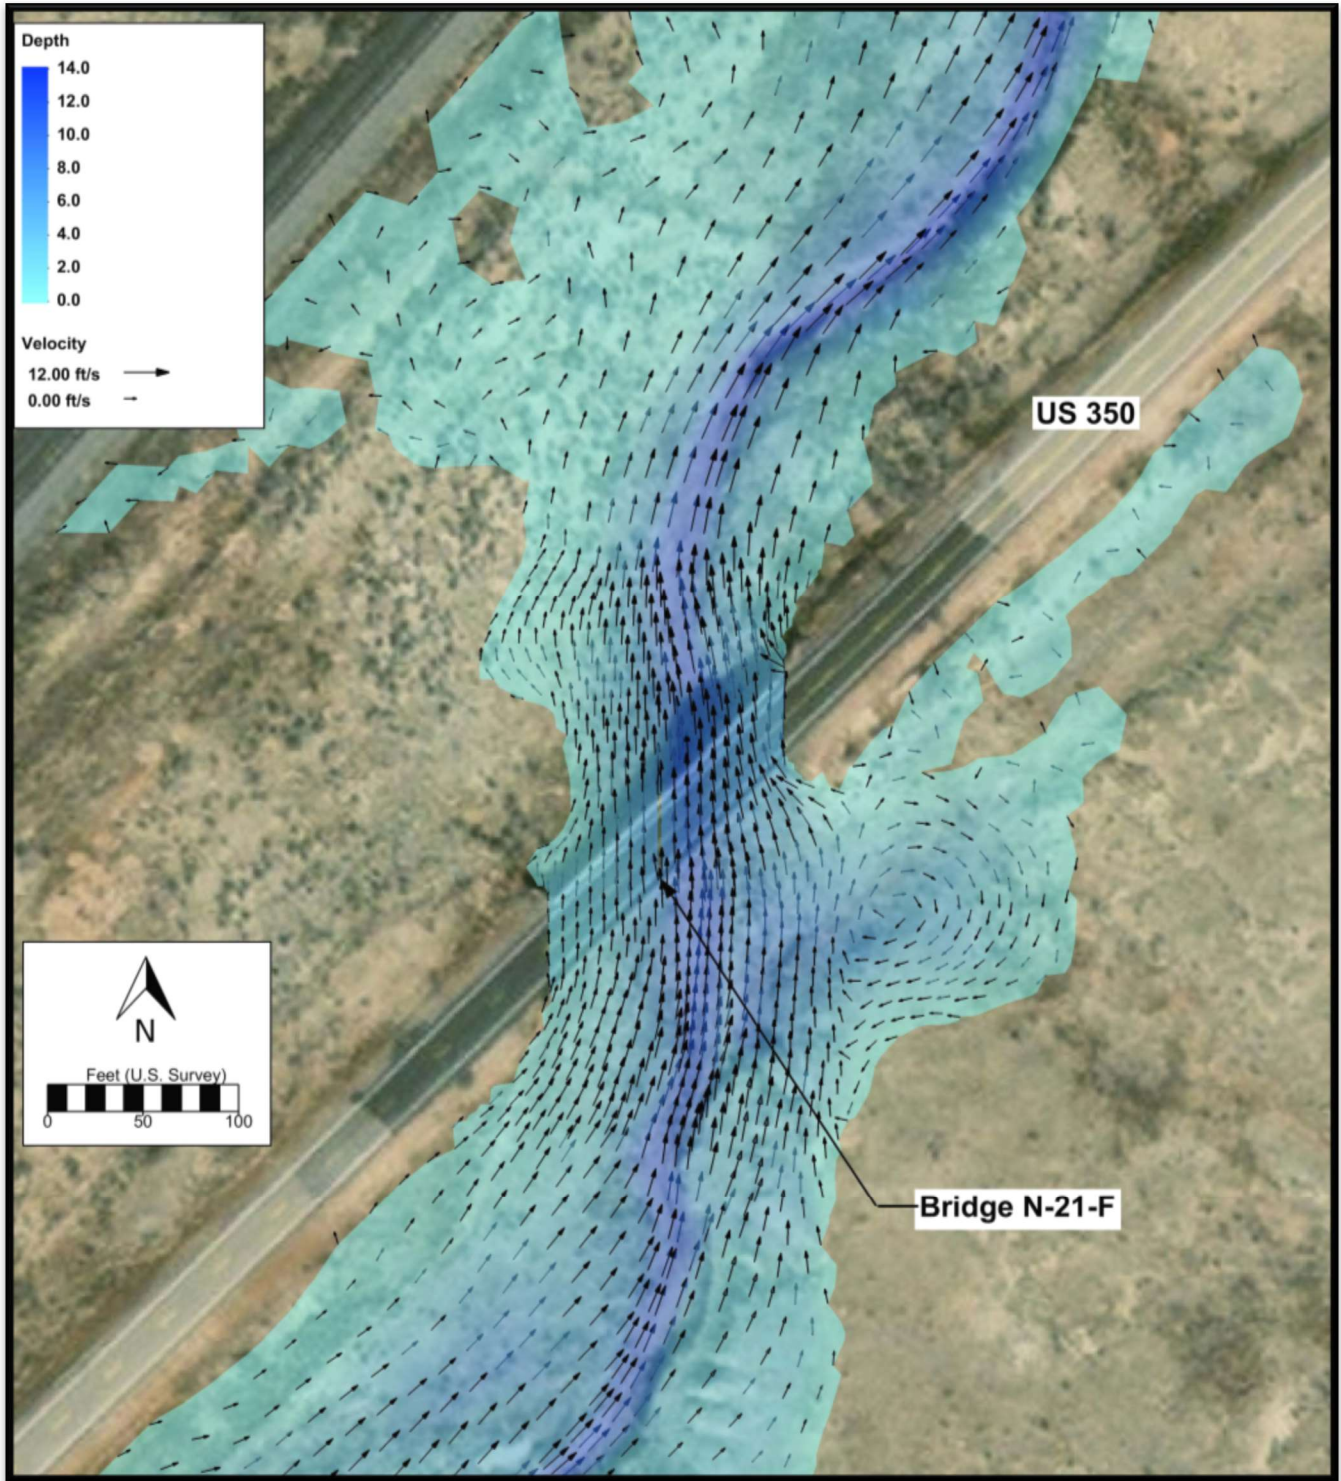 Depth
14.0
12.0
10.0
8.0
6.0
4.0
2.0
0.0
Velocity
12.00 ft/s
0.00 ft/s
US 350
N
Feet (U.S. Survey)
0 50 100
Bridge N-21-F